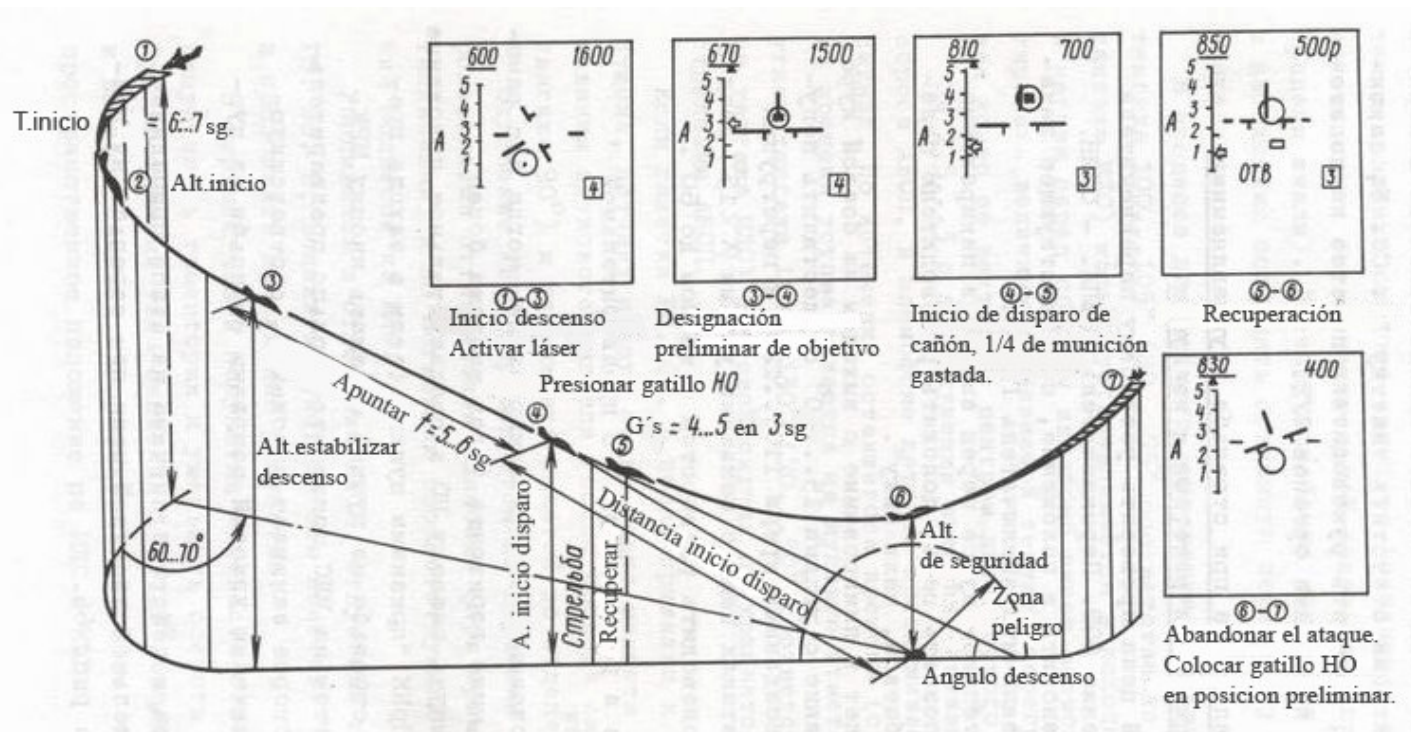 ①
T.inicio
t = 6...7 sg.
②
Alt.inicio
③
Apuntar t = 5...6 sg
Alt.estabilizar
descenso
60...70°
④
A. inicio disparo
Стрельба
⑤
Recuperar
Distancia inicio disparo
⑥
Alt.
de seguridad
Zona
peligro
Angulo descenso
⑦
600 1600
5
4
3
2
1
A
4
①-③
Inicio descenso
Activar láser
670 1500
5
4
3
2
1
A
4
③-④
Designación
preliminar de objetivo
Presionar gatillo НО
810 700
5
4
3
2
1
A
3
④-⑤
Inicio de disparo de
cañón, 1/4 de munición
gastada.
G´s = 4...5 en 3 sg
850 500р
5
4
3
2
1
A
ОТВ
3
⑤-⑥
Recuperación
830 400
5
4
3
2
1
A
⑥-⑦
Abandonar el ataque.
Colocar gatillo HO
en posicion preliminar.